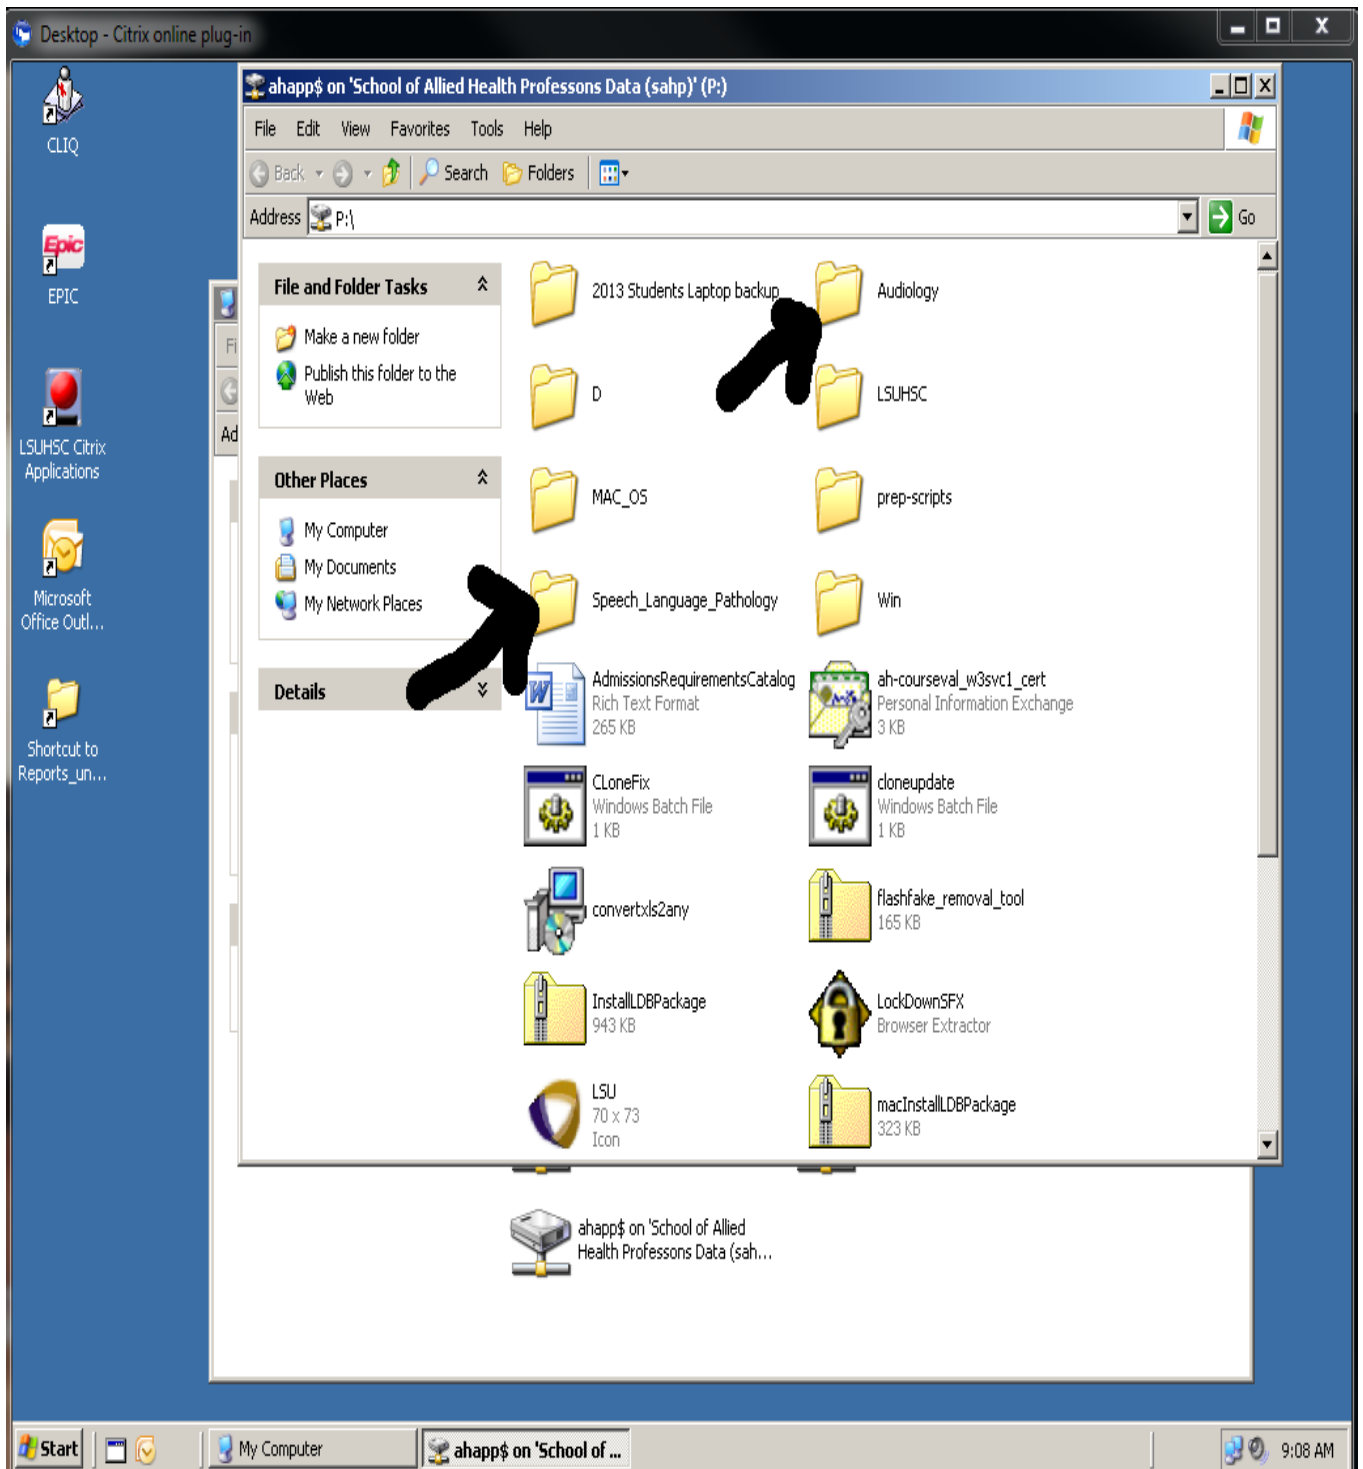 Desktop - Citrix online plug-in
CLIQ
EPIC
Epic
LSUHSC Citrix
Applications
Microsoft
Office Outl...
Shortcut to
Reports_un...
ahapp$ on 'School of Allied Health Professons Data (sahp)' (P:)
File Edit View Favorites Tools Help
Back Search Folders
Address P:\ Go
File and Folder Tasks
Make a new folder
Publish this folder to the
Web
Other Places
My Computer
My Documents
My Network Places
Details
2013 Students Laptop backup
Audiology
D
LSUHSC
MAC_OS
prep-scripts
Speech_Language_Pathology
Win
AdmissionsRequirementsCatalog
Rich Text Format
265 KB
ah-courseval_w3svc1_cert
Personal Information Exchange
3 KB
CLoneFix
Windows Batch File
1 KB
cloneupdate
Windows Batch File
1 KB
convertxls2any
flashfake_removal_tool
165 KB
InstallLDBPackage
943 KB
LockDownSFX
Browser Extractor
LSU
70 x 73
Icon
macInstallLDBPackage
323 KB
Fi
Ad
ahapp$ on 'School of Allied
Health Professons Data (sah...
Start
My Computer
ahapp$ on 'School of ...
9:08 AM